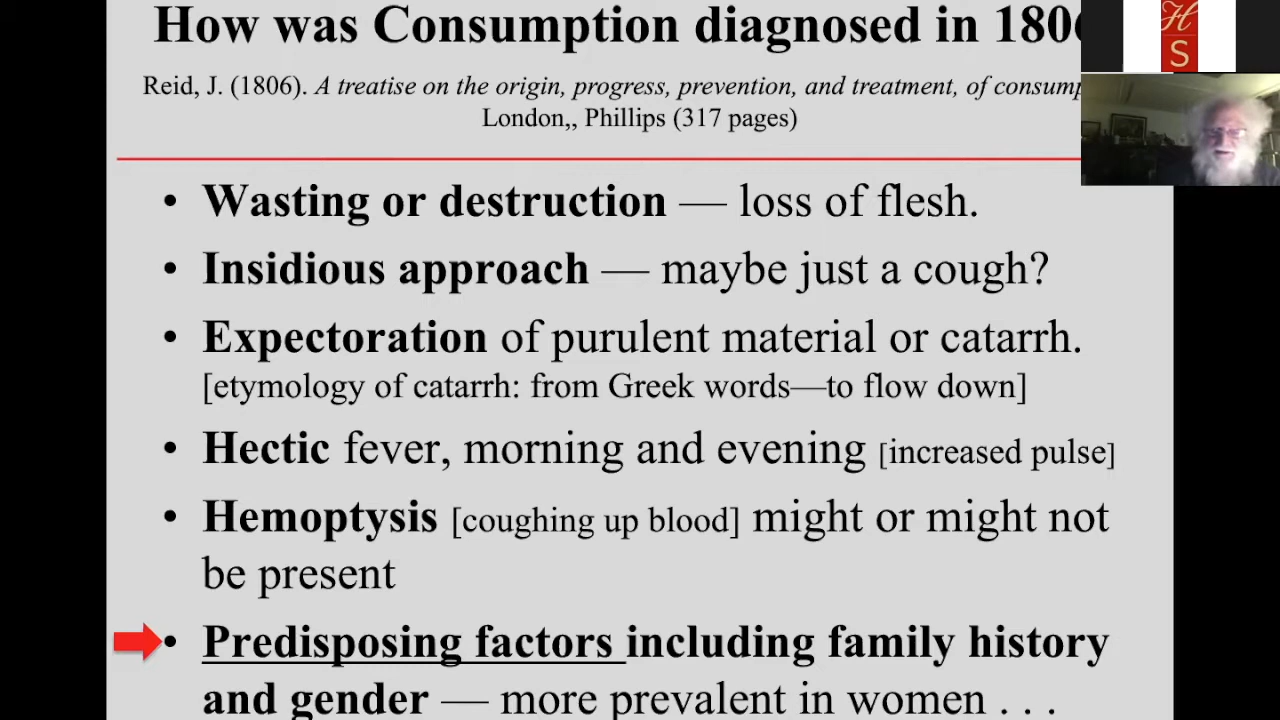 How was Consumption diagnosed in 180
Reid, J. (1806). A treatise on the origin, progress, prevention, and treatment, of consump
London,, Phillips (317 pages)
• Wasting or destruction — loss of flesh.
• Insidious approach — maybe just a cough?
• Expectoration of purulent material or catarrh.
[etymology of catarrh: from Greek words—to flow down]
• Hectic fever, morning and evening [increased pulse]
• Hemoptysis [coughing up blood] might or might not
be present
• Predisposing factors including family history
and gender — more prevalent in women . . .
H
S